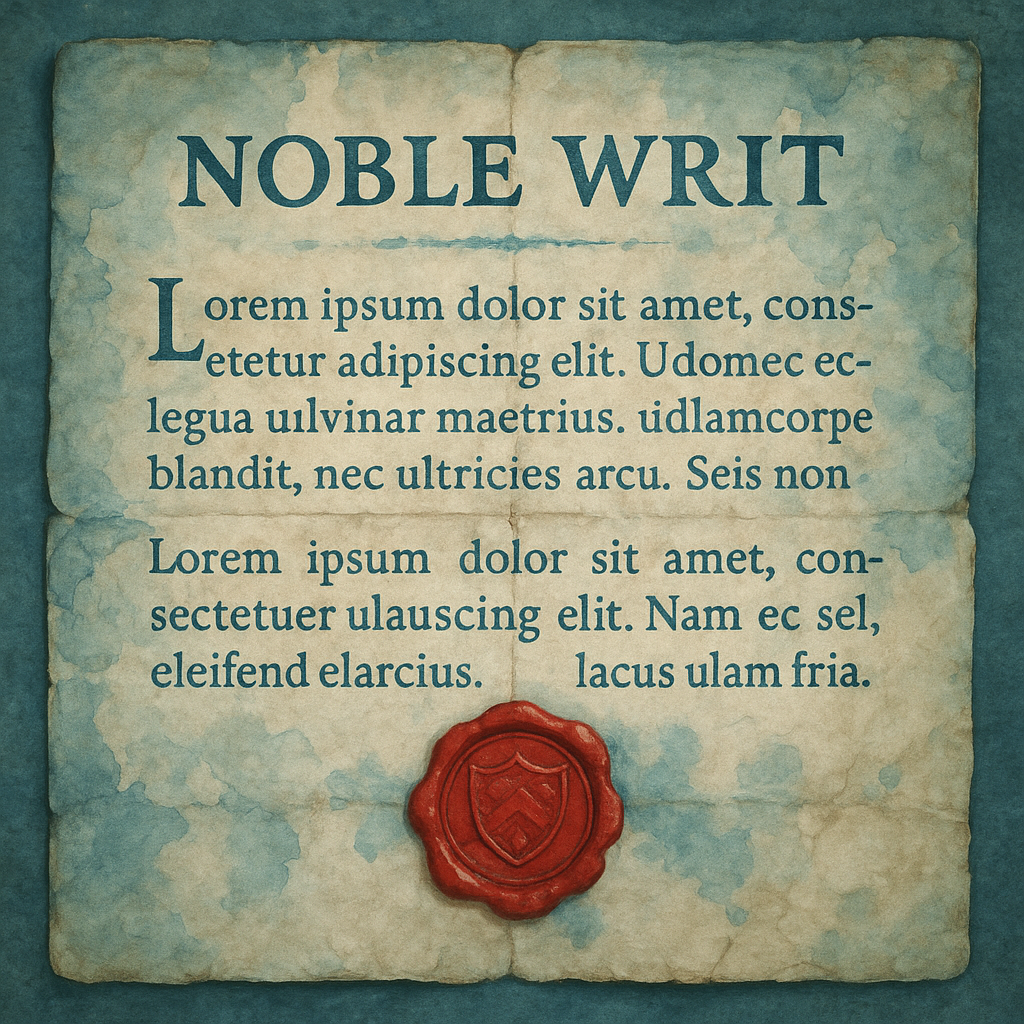 NOBLE WRIT
Lorem ipsum dolor sit amet, cons-
etetur adipiscing elit. Udomec ec-
legua uılvinar maetrius. uidlamcorpe
blandit, nec ultricies arcu. Seis non
Lorem ipsum dolor sit amet, con-
sectetuer ulauscing elit. Nam ec sel,
eleifend elarcius. lacus ulam fria.